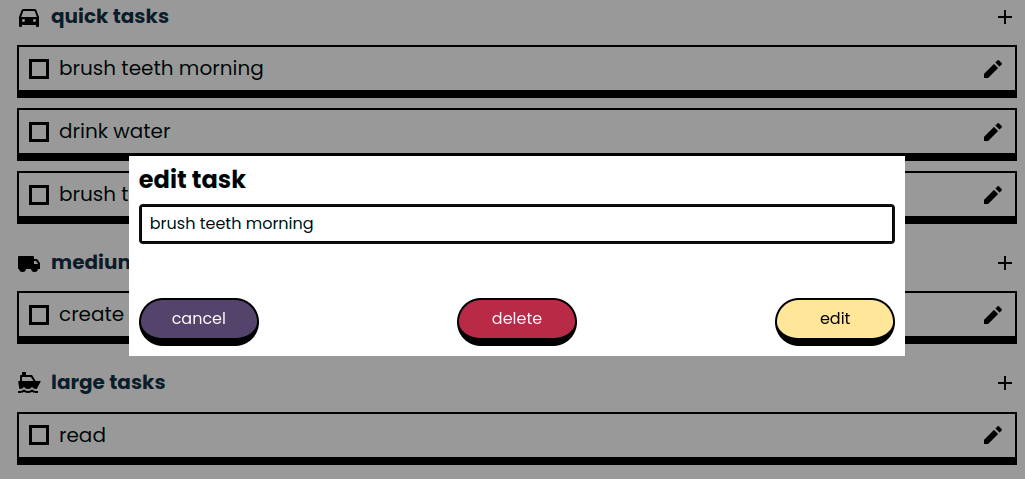 quick tasks
brush teeth morning
drink water
edit task
brush
brush teeth morning
create
cancel
delete
edit
large tasks
read